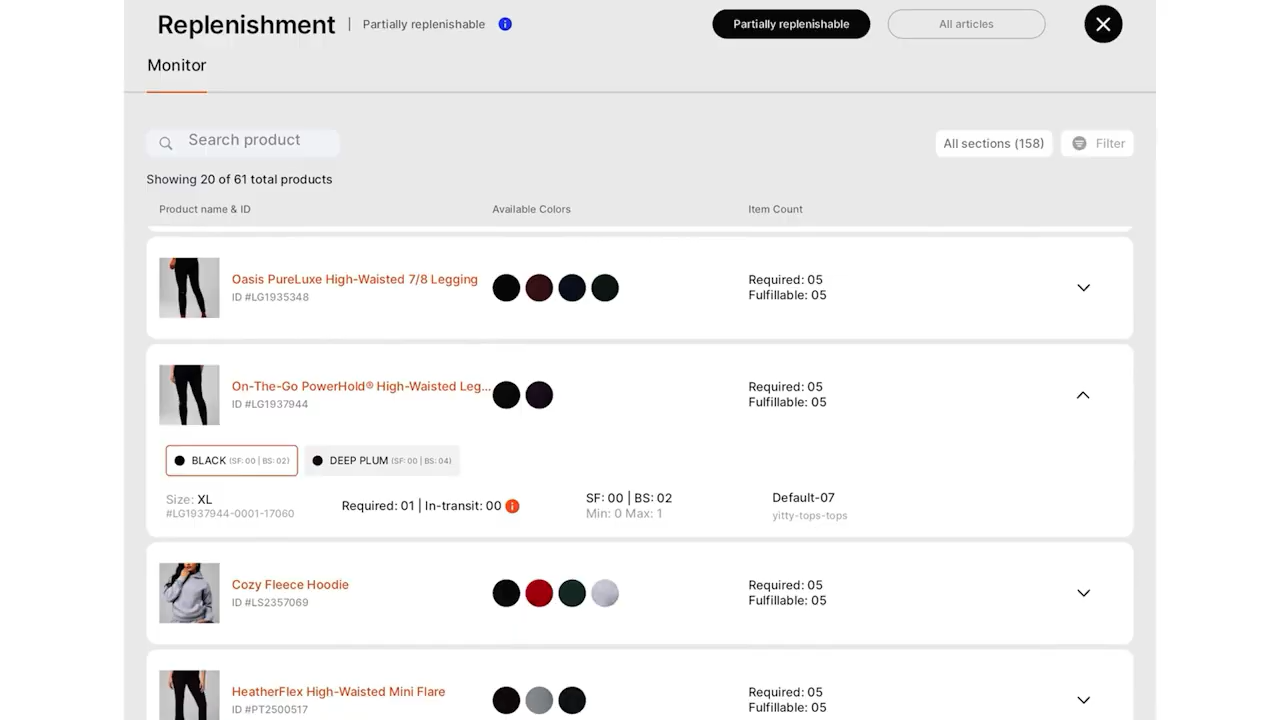 Replenishment | Partially replenishable i Partially replenishable All articles
Monitor
Search product All sections (158) Filter
Showing 20 of 61 total products
Product name & ID Available Colors Item Count
Oasis PureLuxe High-Waisted 7/8 Legging
ID #LG1935348
Required: 05
Fulfillable: 05
On-The-Go PowerHold® High-Waisted Leg...
ID #LG1937944
Required: 05
Fulfillable: 05
BLACK (SF: 00 | BS: 02) DEEP PLUM (SF: 00 | BS: 04)
Size: XL
#LG1937944-0001-17060
Required: 01 | In-transit: 00 i
SF: 00 | BS: 02
Min: 0 Max: 1
Default-07
yitty-tops-tops
Cozy Fleece Hoodie
ID #LS2357069
Required: 05
Fulfillable: 05
HeatherFlex High-Waisted Mini Flare
ID #PT2500517
Required: 05
Fulfillable: 05